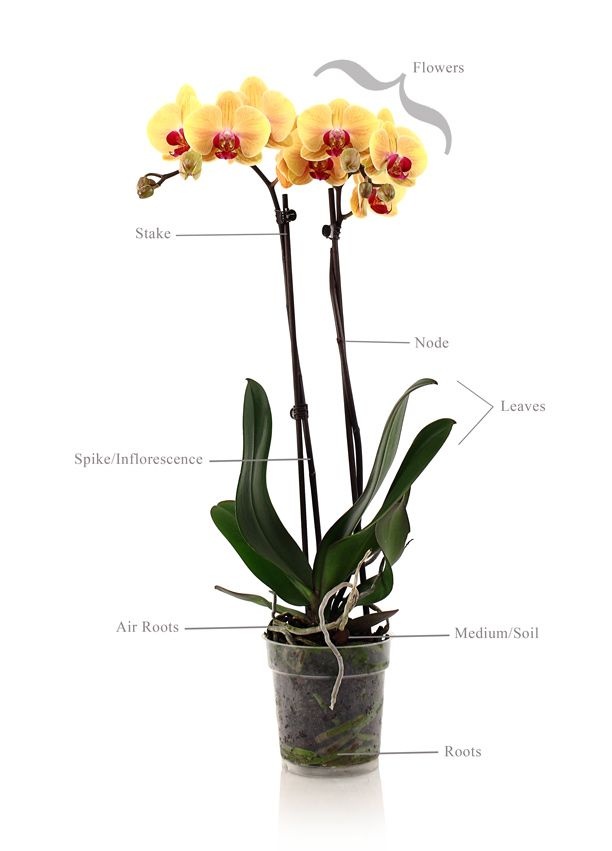 Flowers
Stake
Node
Leaves
Spike/Inflorescence
Air Roots
Medium/Soil
Roots